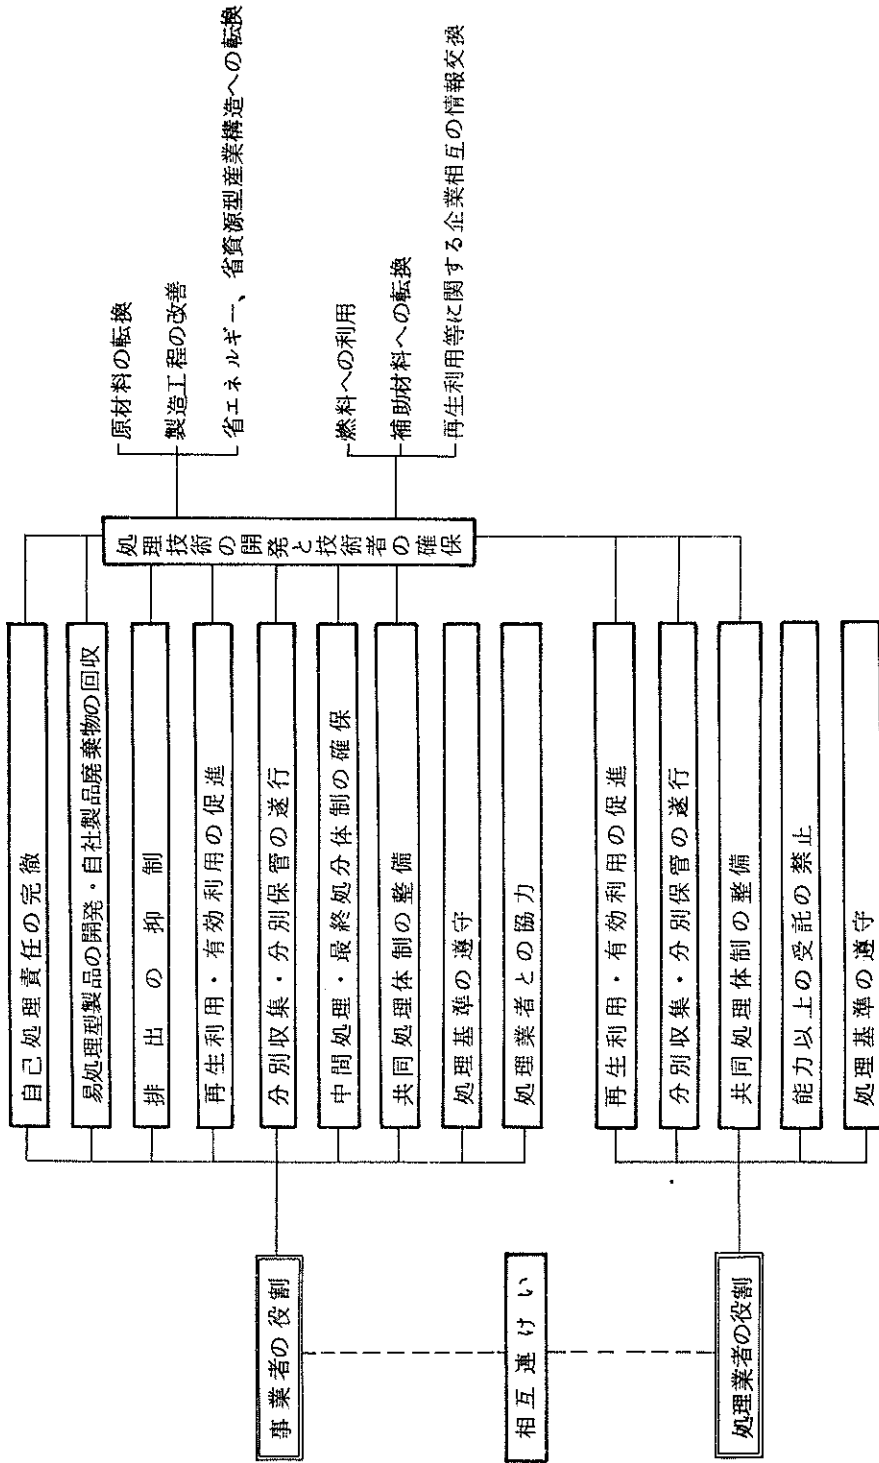 事業者の役割
自己処理責任の完徹
易処理型製品の開発・自社製品廃棄物の回収
排出の抑制
再生利用・有効利用の促進
分別収集・分別保管の遂行
中間処理・最終処分体制の確保
共同処理体制の整備
処理基準の遵守
処理業者との協力
相互連けい
処理業者の役割
再生利用・有効利用の促進
分別収集・分別保管の遂行
共同処理体制の整備
能力以上の受託の禁止
処理基準の遵守
処理技術の開発と技術者の確保
原材料の転換
製造工程の改善
省エネルギー、省資源型産業構造への転換
燃料への利用
補助材料への転換
再生利用等に関する企業相互の情報交換